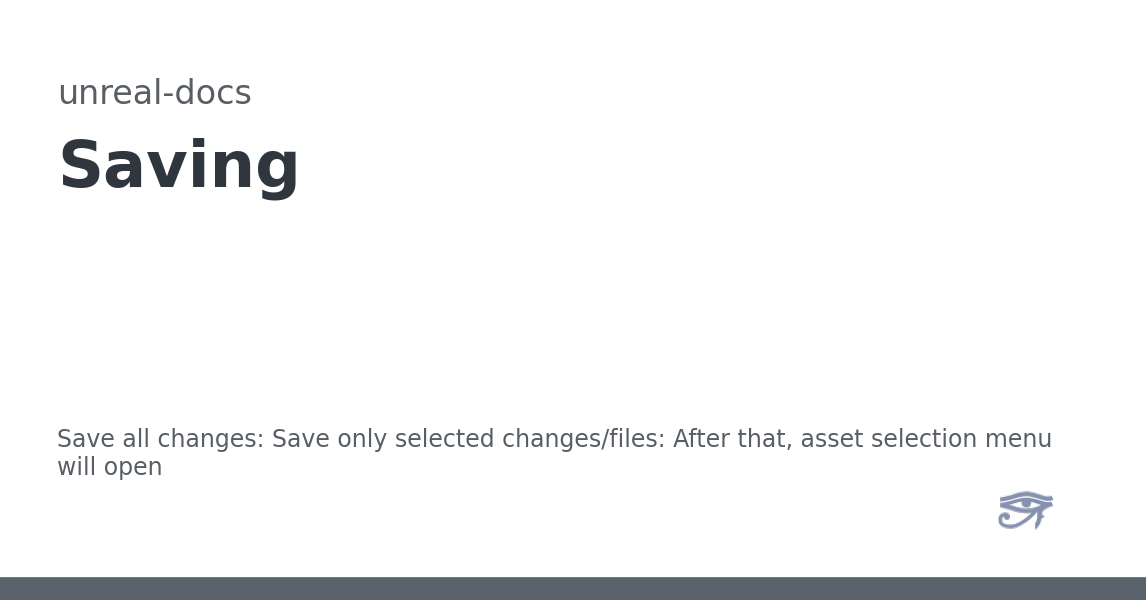 unreal-docs
Saving
Save all changes: Save only selected changes/files: After that, asset selection menu
will open